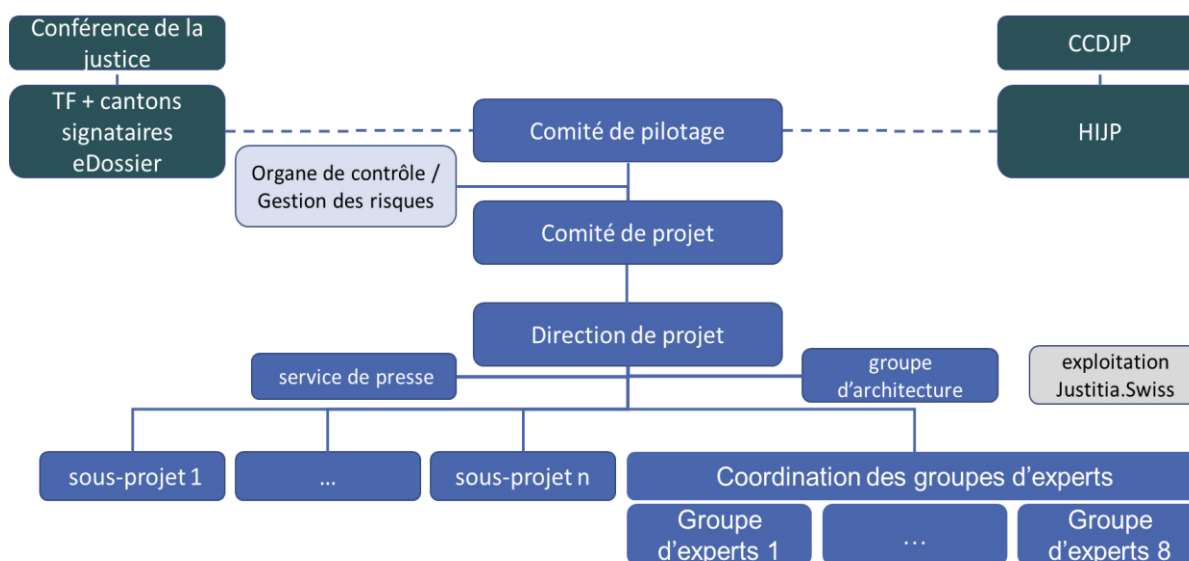 Conférence de la
justice
CCDJP
TF + cantons
signataires
eDossier
Comité de pilotage
HIJP
Organe de contrôle /
Gestion des risques
Comité de projet
Direction de projet
service de presse
groupe
d'architecture
exploitation
Justitia.Swiss
sous-projet 1
...
sous-projet n
Coordination des groupes d'experts
Groupe
d'experts 1
...
Groupe
d'experts 8